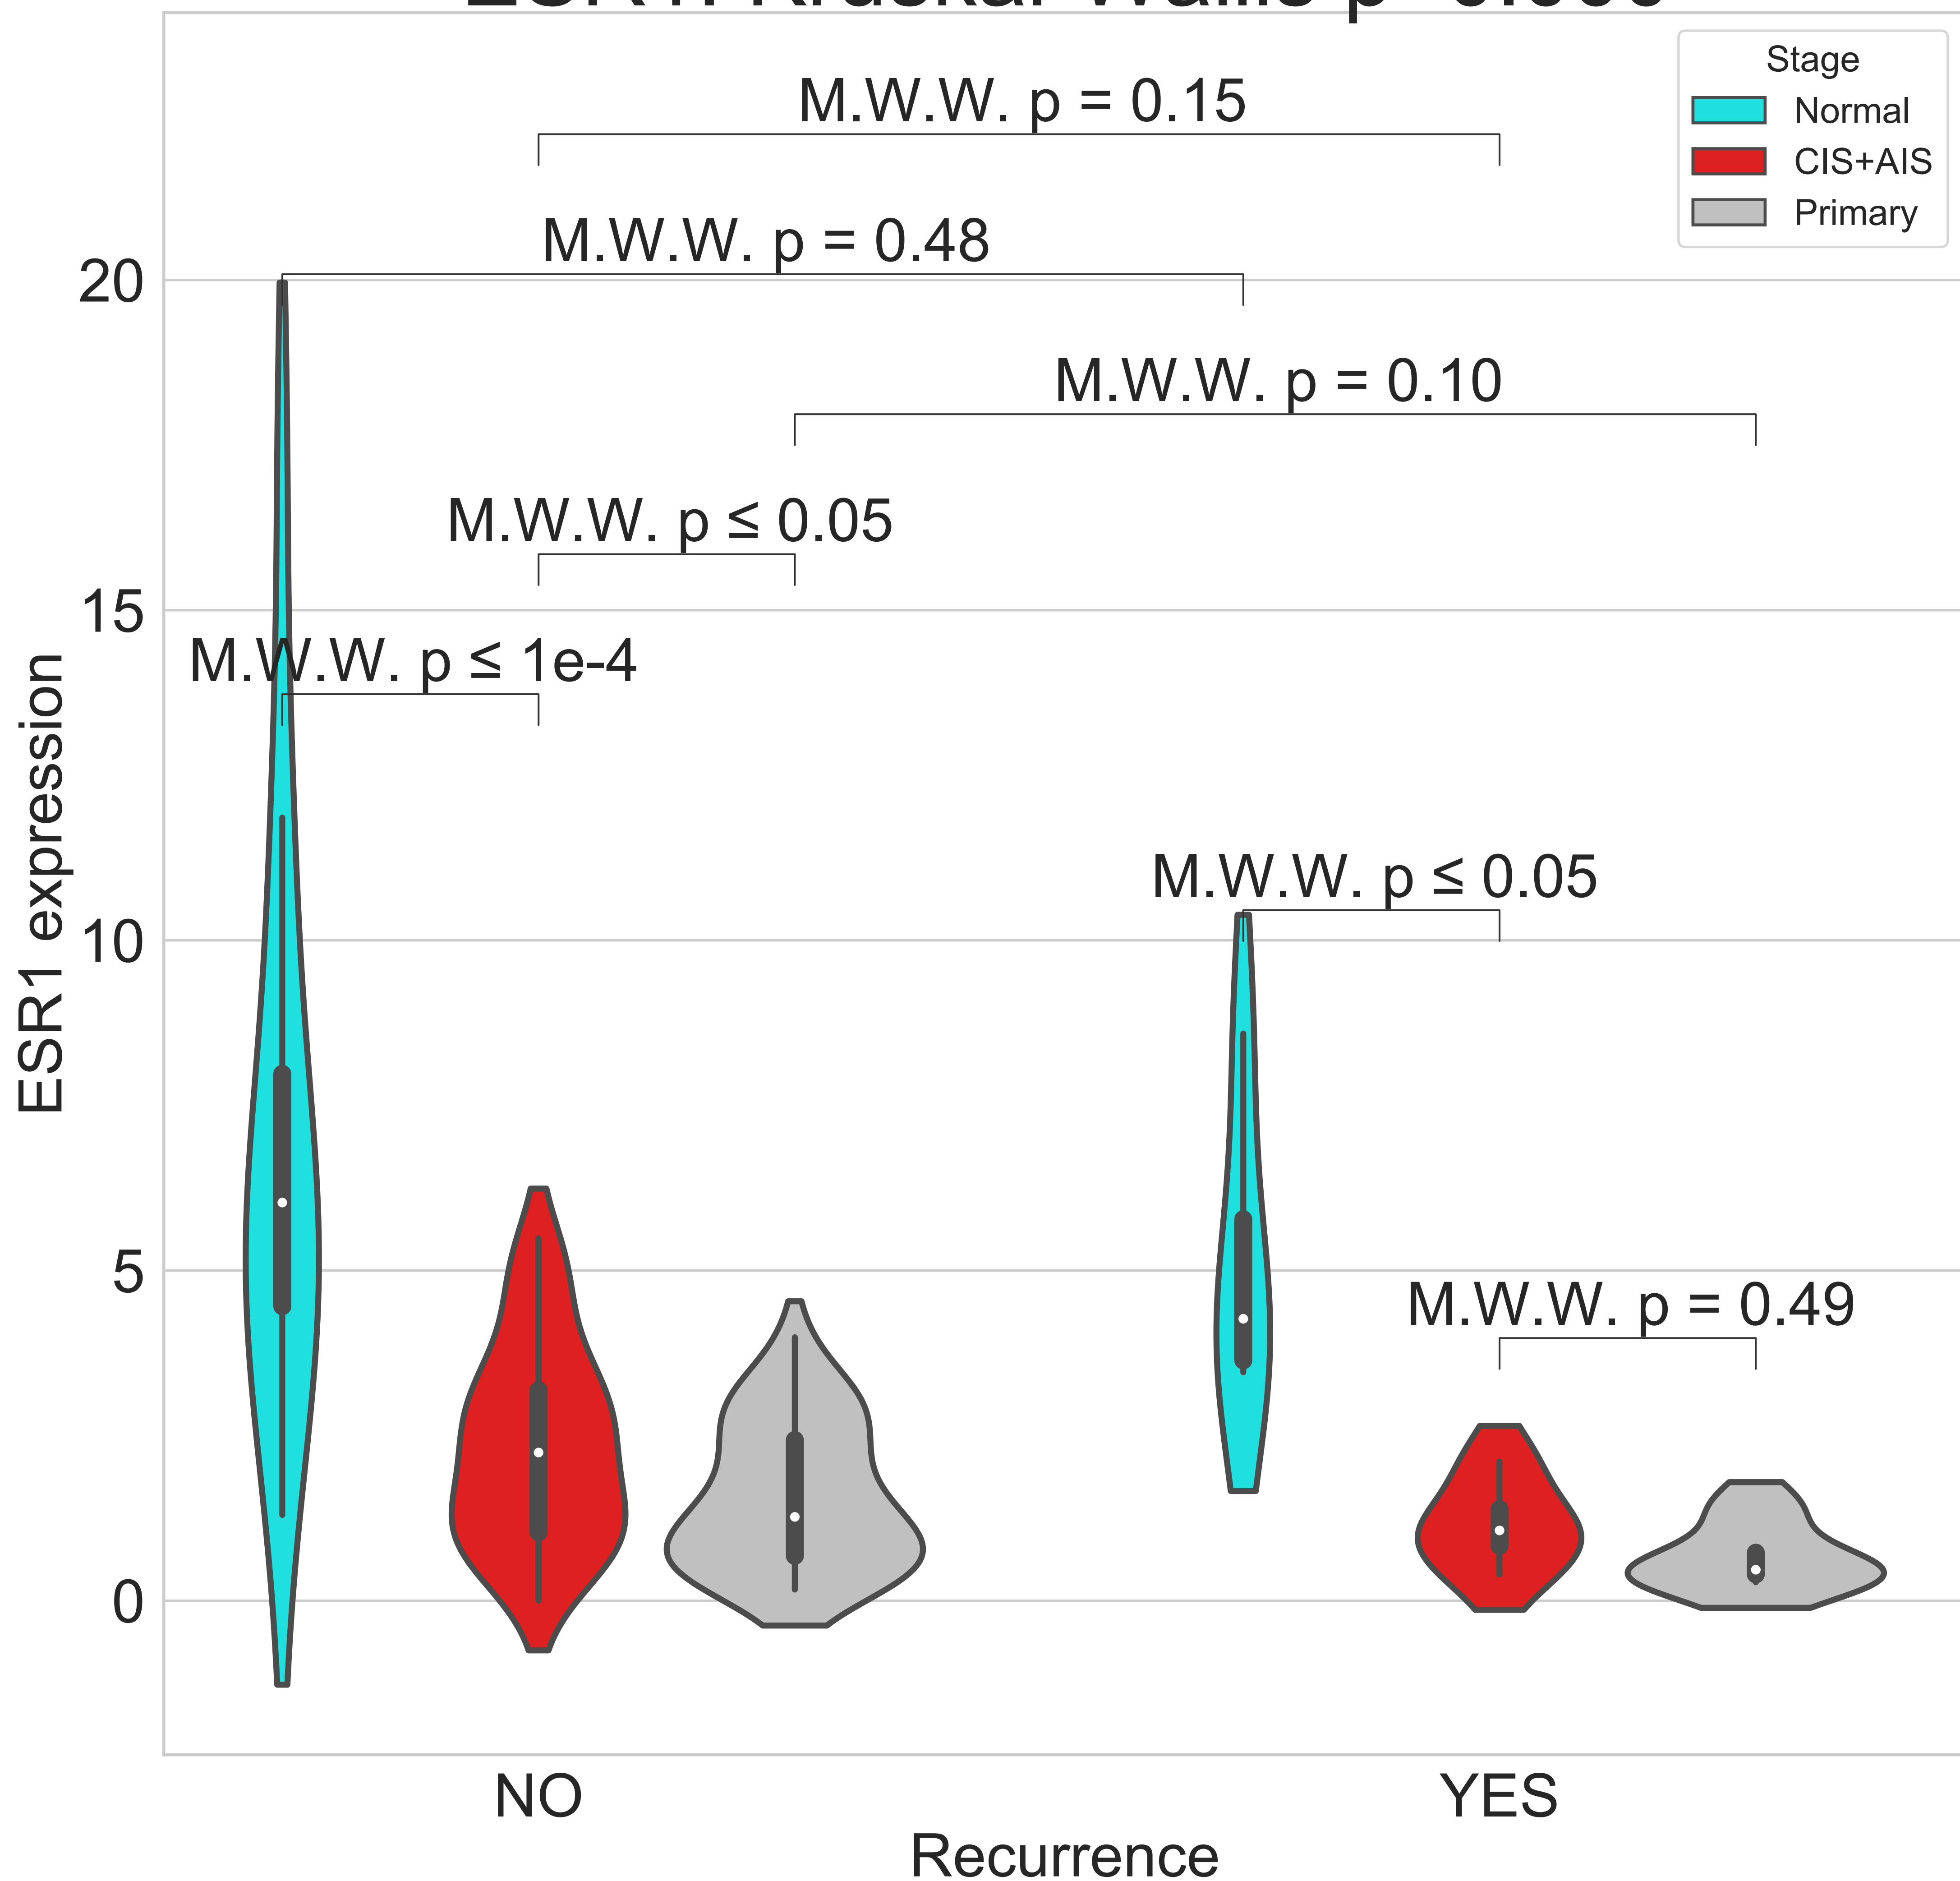 Stage
Normal
CIS+AIS
Primary
M.W.W. p = 0.15
M.W.W. p = 0.48
M.W.W. p = 0.10
M.W.W. p ≤ 0.05
M.W.W. p ≤ 1e-4
M.W.W. p ≤ 0.05
M.W.W. p = 0.49
20
15
10
5
0
ESR1 expression
NO
YES
Recurrence